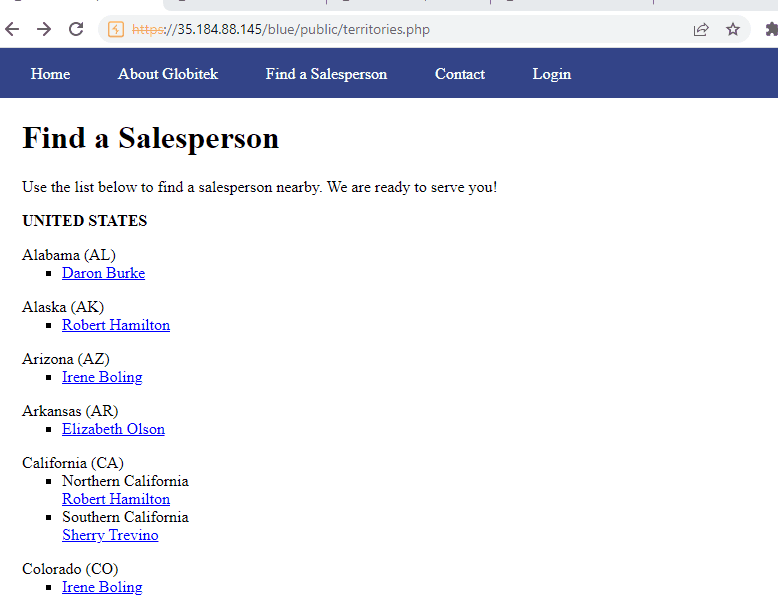 https://35.184.88.145/blue/public/territories.php
Home About Globitek Find a Salesperson Contact Login
Find a Salesperson
Use the list below to find a salesperson nearby. We are ready to serve you!
UNITED STATES
Alabama (AL)
Daron Burke
Alaska (AK)
Robert Hamilton
Arizona (AZ)
Irene Boling
Arkansas (AR)
Elizabeth Olson
California (CA)
Northern California
Robert Hamilton
Southern California
Sherry Trevino
Colorado (CO)
Irene Boling